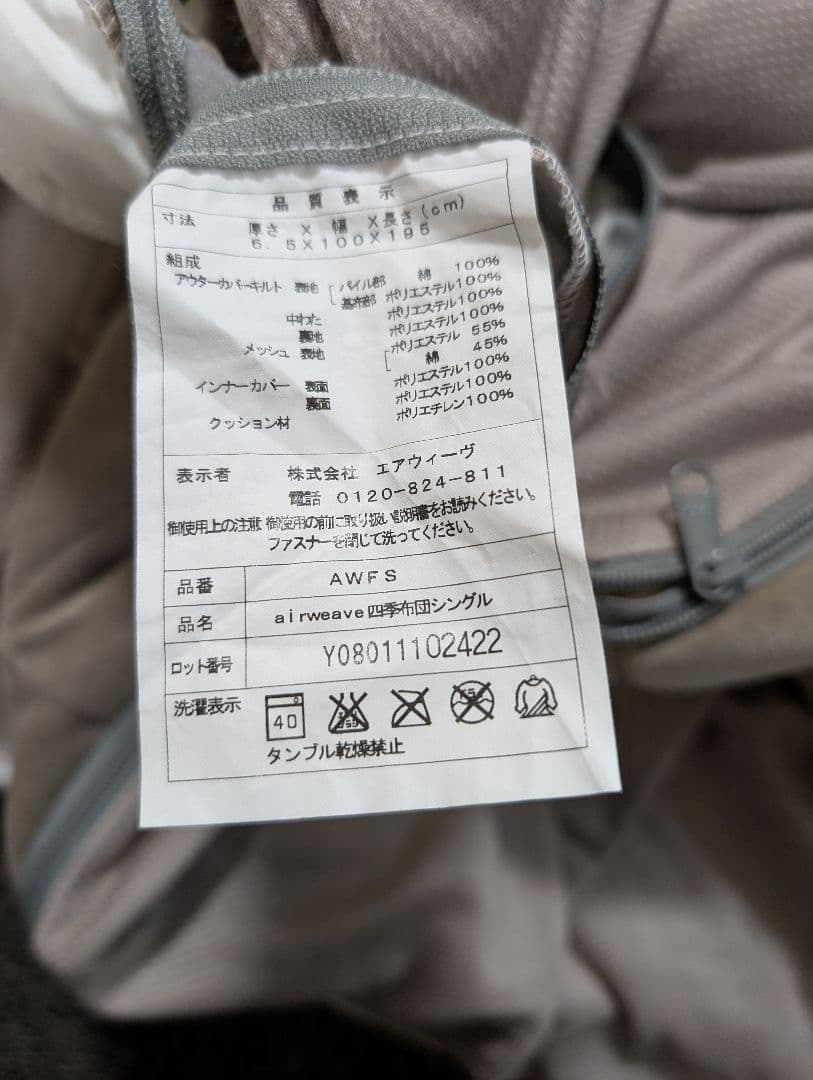 品質表示
寸法 厚さ X 幅 X長さ(cm)
6.5X100X195
組成
アウターカバーキルト 表地 パイル部 綿 100%
基布部 ポリエステル100%
中わた ポリエステル100%
裏地 ポリエステル100%
メッシュ 表地 ポリエステル 55%
綿 45%
インナーカバー 表面 ポリエステル100%
裏面 ポリエステル100%
クッション材 ポリエチレン100%
表示者 株式会社 エアウィーヴ
電話 0120-824-811
御使用上の注意 御使用の前に取り扱い説明書をお読みください。
ファスナーを閉じて洗ってください。
品番 AWFS
品名 airweave四季布団シングル
ロット番号 Y08011102422
洗濯表示 40
タンブル乾燥禁止